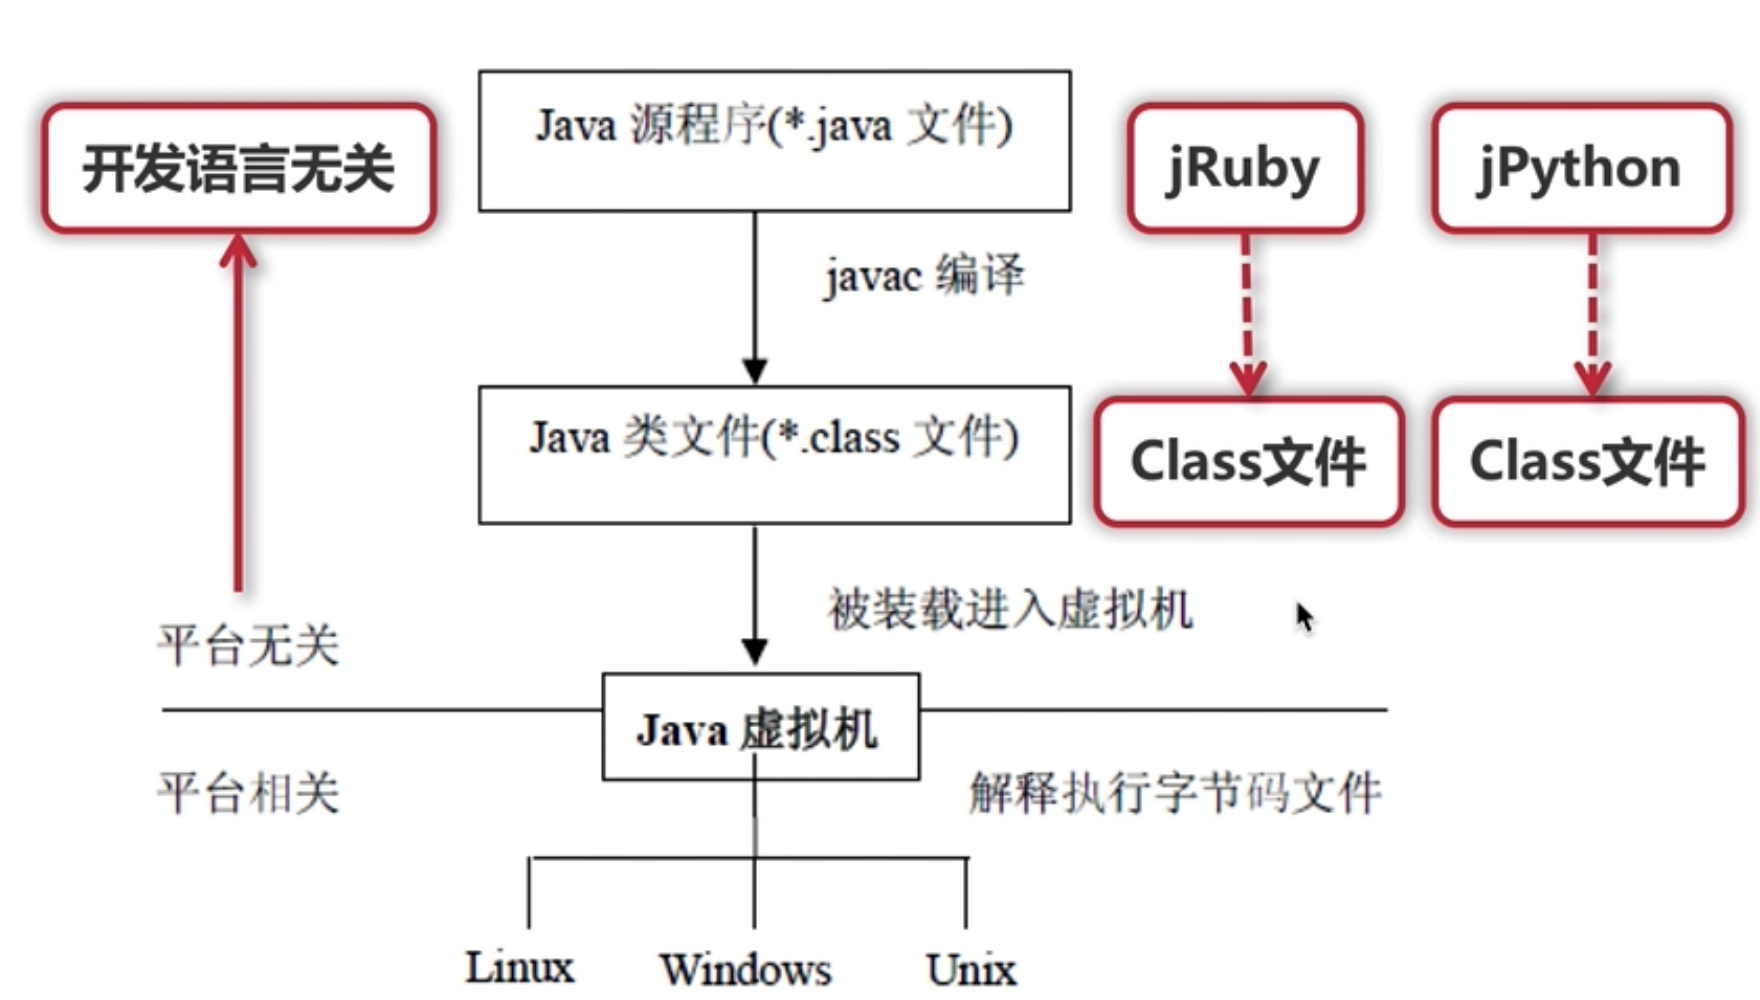 Java 源程序(*.java 文件)
开发语言无关
jRuby
jPython
javac 编译
Java 类文件(*.class 文件)
Class文件
Class文件
被装载进入虚拟机
平台无关
Java 虚拟机
平台相关
解释执行字节码文件
Linux
Windows
Unix